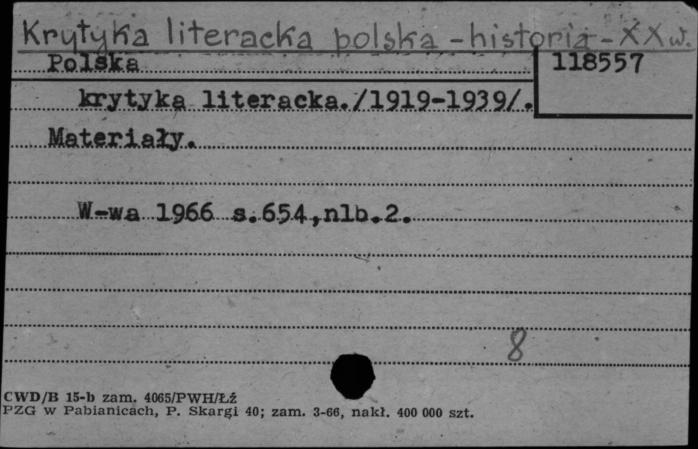 Krytyka literacka polska - historia - XX w.
Polska
118557
krytyka literacka./1919-1939/.
Materiały.
W-wa 1966 s.654,nlb.2.
8
CWD/B 15-b zam. 4065/PWH/Łź
PZG w Pabianicach, P. Skargi 40; zam. 3-66, nakł. 400 000 szt.